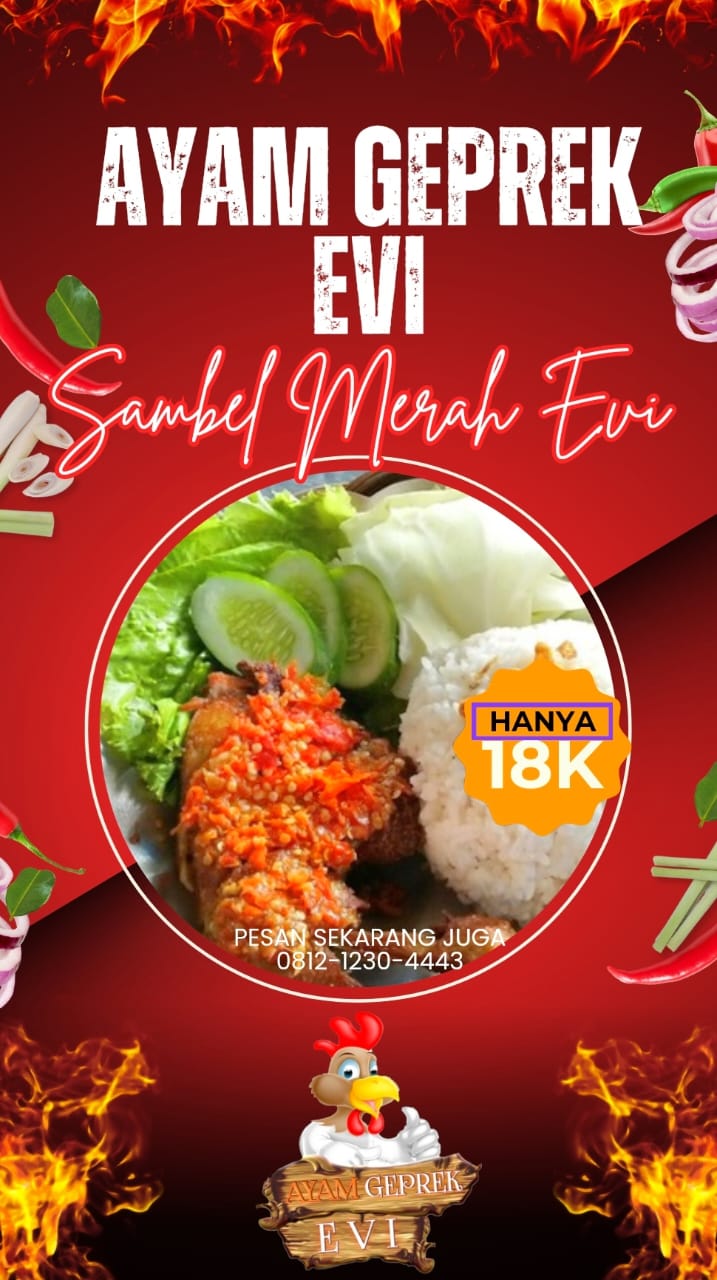 AYAM GEPREK
EVI
Sambel Merah Evi
HANYA
18K
PESAN SEKARANG JUGA
0812-1230-4443
AYAM GEPREK
EVI